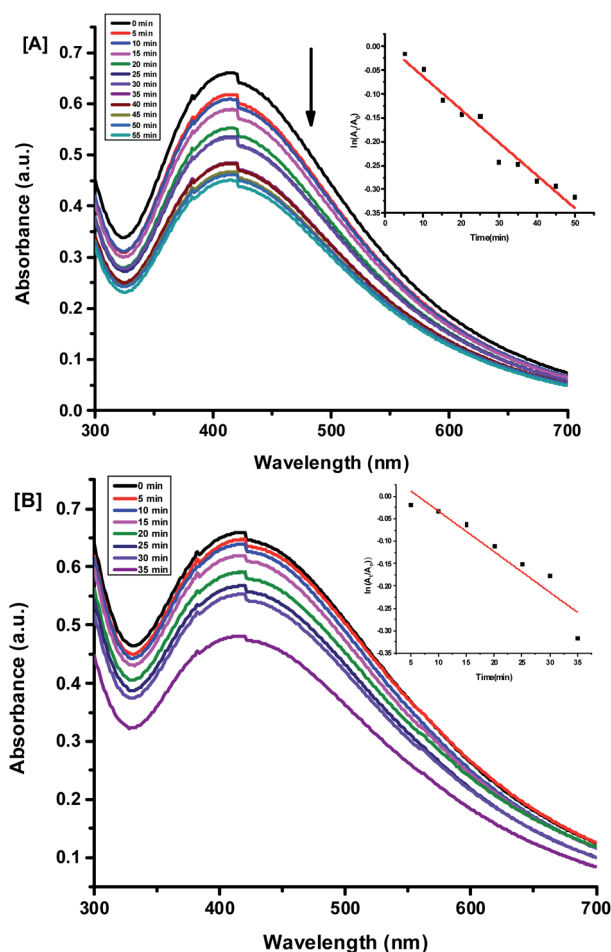 [A]
0 min
5 min
10 min
15 min
20 min
25 min
30 min
35 min
40 min
45 min
50 min
55 min
0.8
0.7
0.6
0.5
0.4
0.3
0.2
0.1
0.0
Absorbance (a.u.)
300 400 500 600 700
Wavelength (nm)
0.00
-0.05
-0.10
-0.15
-0.20
-0.25
-0.30
-0.35
ln(At/A0)
0 10 20 30 40 50
Time(min)
[B]
0 min
5 min
10 min
15 min
20 min
25 min
30 min
35 min
0.7
0.6
0.5
0.4
0.3
0.2
0.1
Absorbance (a.u.)
300 400 500 600 700
Wavelength (nm)
0.00
-0.05
-0.10
-0.15
-0.20
-0.25
-0.30
-0.35
ln (At/A0))
5 10 15 20 25 30 35
Time(min)